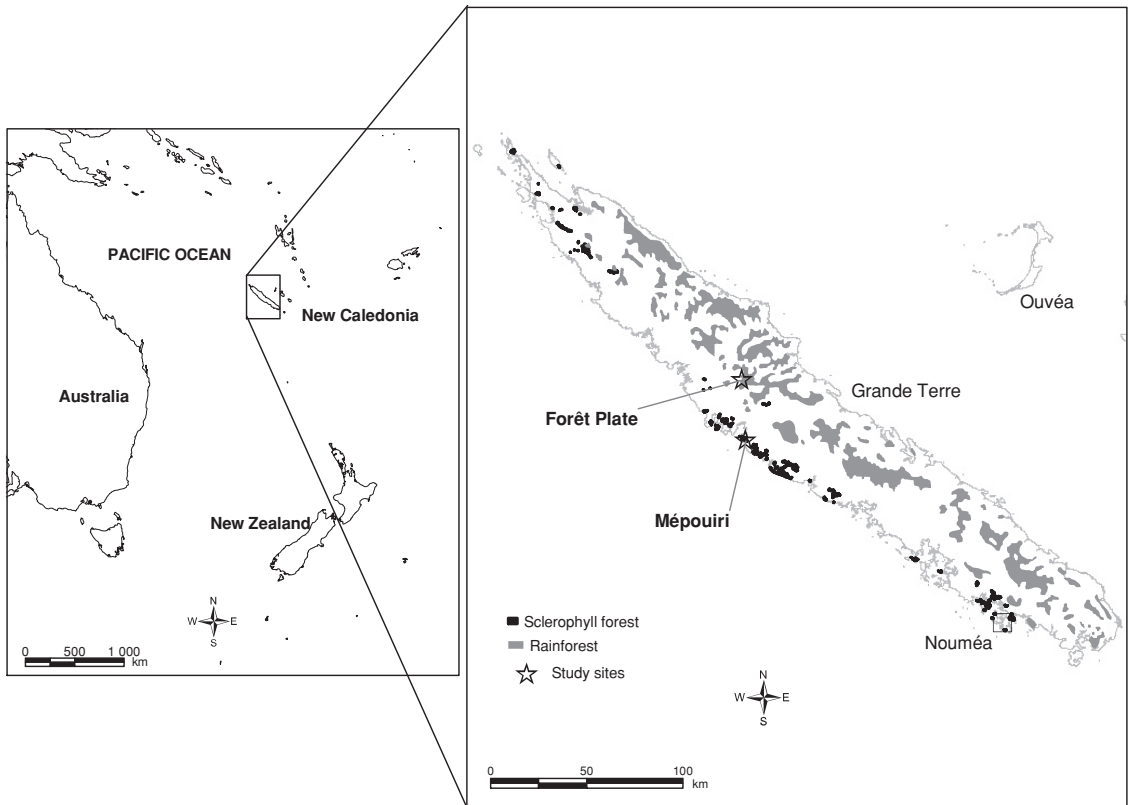 PACIFIC OCEAN
New Caledonia
Australia
New Zealand
N
W E
S
0 500 1 000
km
Ouvéa
Grande Terre
Forêt Plate
Mépouiri
Nouméa
Sclerophyll forest
Rainforest
Study sites
N
W E
S
0 50 100
km